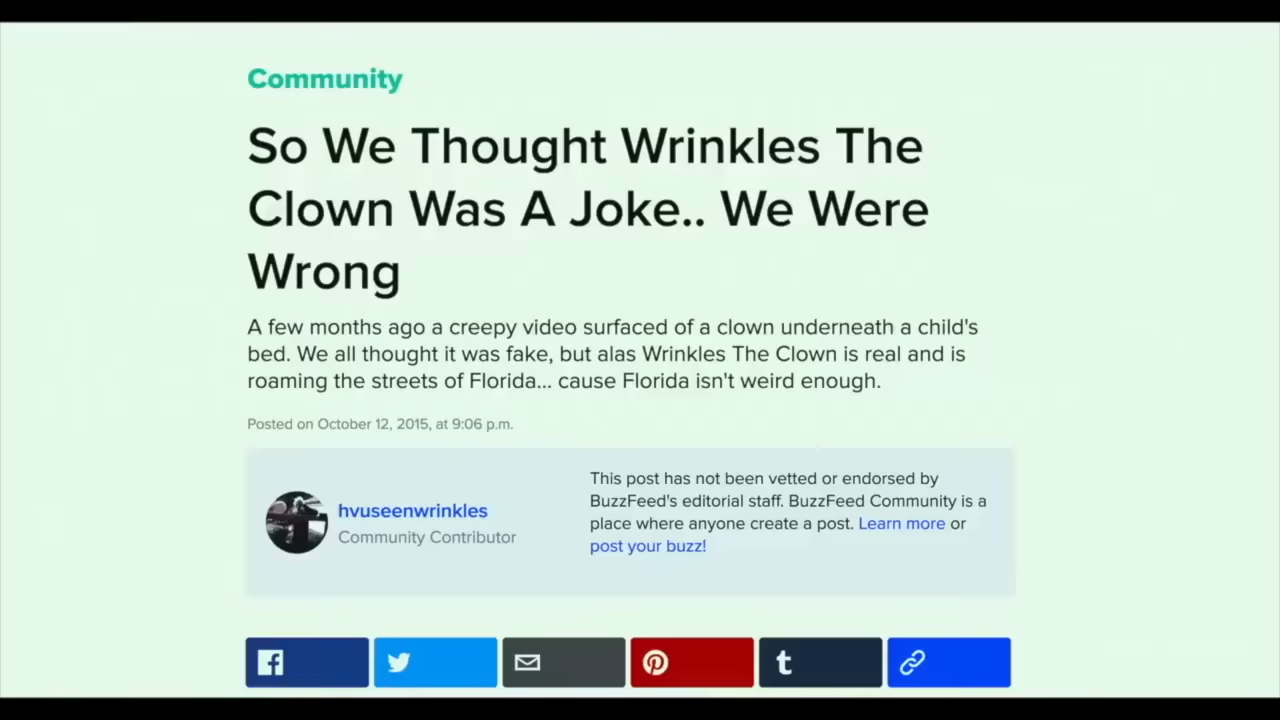 Community
So We Thought Wrinkles The
Clown Was A Joke.. We Were
Wrong
A few months ago a creepy video surfaced of a clown underneath a child's
bed. We all thought it was fake, but alas Wrinkles The Clown is real and is
roaming the streets of Florida... cause Florida isn't weird enough.
Posted on October 12, 2015, at 9:06 p.m.
hvuseenwrinkles
Community Contributor
This post has not been vetted or endorsed by
BuzzFeed's editorial staff. BuzzFeed Community is a
place where anyone create a post. Learn more or
post your buzz!